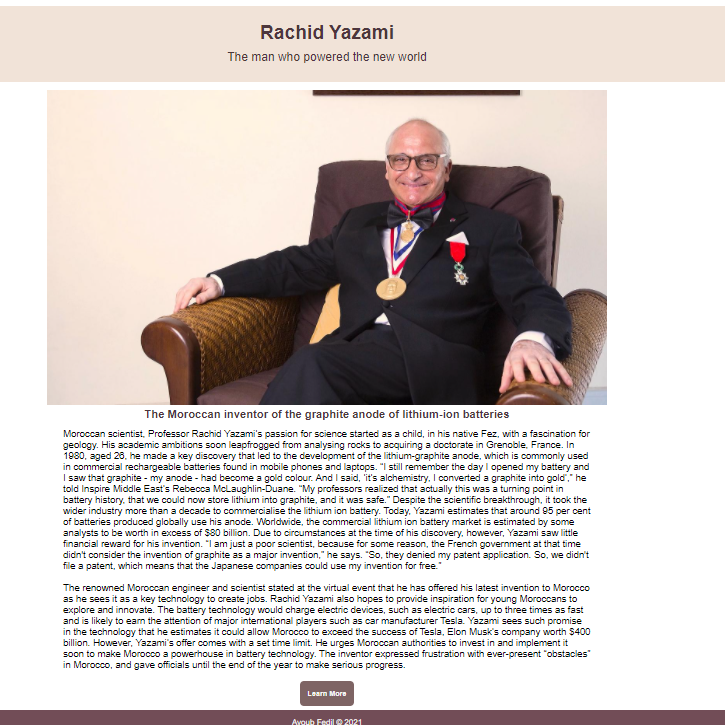 Rachid Yazami
The man who powered the new world
The Moroccan inventor of the graphite anode of lithium-ion batteries
Moroccan scientist, Professor Rachid Yazami's passion for science started as a child, in his native Fez, with a fascination for
geology. His academic ambitions soon leapfrogged from analysing rocks to acquiring a doctorate in Grenoble, France. In
1980, aged 26, he made a key discovery that led to the development of the lithium-graphite anode, which is commonly used
in commercial rechargeable batteries found in mobile phones and laptops. “I still remember the day I opened my battery and
I saw that graphite - my anode - had become a gold colour. And I said, ‘it's alchemy, I converted a graphite into gold’,” he
told Inspire Middle East's Rebecca McLaughlin-Duane. “My professors realized that actually this was a turning point in
battery history, that we could now store lithium into graphite, and it was safe.” Despite the scientific breakthrough, it took the
wider industry more than a decade to commercialise the lithium ion battery. Today, Yazami estimates that around 95 per cent
of batteries produced globally use his anode. Worldwide, the commercial lithium ion battery market is estimated by some
analysts to be worth in excess of $80 billion. Due to circumstances at the time of his discovery, however, Yazami saw little
financial reward for his invention. “I am just a poor scientist, because for some reason, the French government at that time
didn't consider the invention of graphite as a major invention,” he says. “So, they denied my patent application. So, we didn't
file a patent, which means that the Japanese companies could use my invention for free.”
The renowned Moroccan engineer and scientist stated at the virtual event that he has offered his latest invention to Morocco
as he sees it as a key technology to create jobs. Rachid Yazami also hopes to provide inspiration for young Moroccans to
explore and innovate. The battery technology would charge electric devices, such as electric cars, up to three times as fast
and is likely to earn the attention of major international players such as car manufacturer Tesla. Yazami sees such promise
in the technology that he estimates it could allow Morocco to exceed the success of Tesla, Elon Musk's company worth $400
billion. However, Yazami's offer comes with a set time limit. He urges Moroccan authorities to invest in and implement it
soon to make Morocco a powerhouse in battery technology. The inventor expressed frustration with ever-present “obstacles”
in Morocco, and gave officials until the end of the year to make serious progress.
Learn More
Ayoub Fedil © 2021